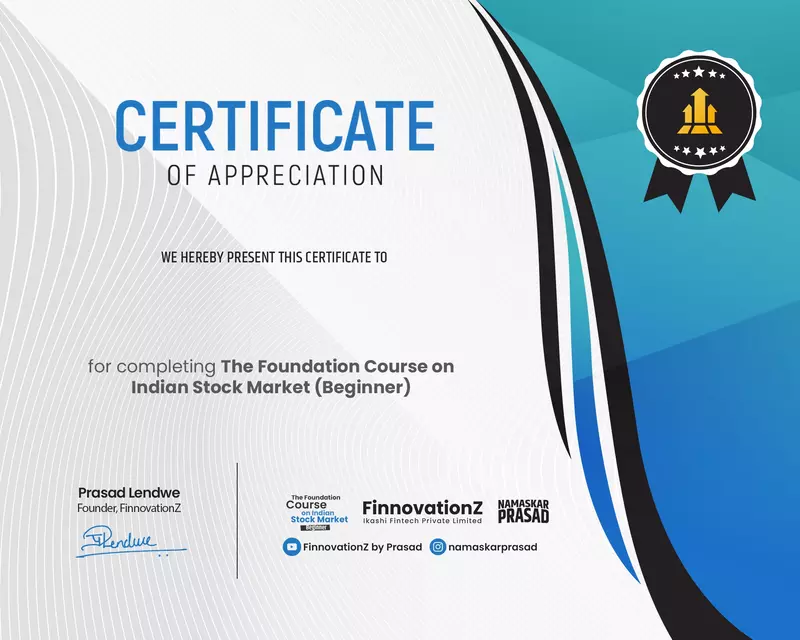 CERTIFICATE
OF APPRECIATION
WE HEREBY PRESENT THIS CERTIFICATE TO
for completing The Foundation Course on
Indian Stock Market (Beginner)
Prasad Lendwe
Founder, FinnovationZ
PLendwe
The Foundation
Course
on Indian
Stock Market
Beginner
FinnovationZ
Ikashi Fintech Private Limited
NAMASKAR
PRASAD
FinnovationZ by Prasad
namaskarprasad